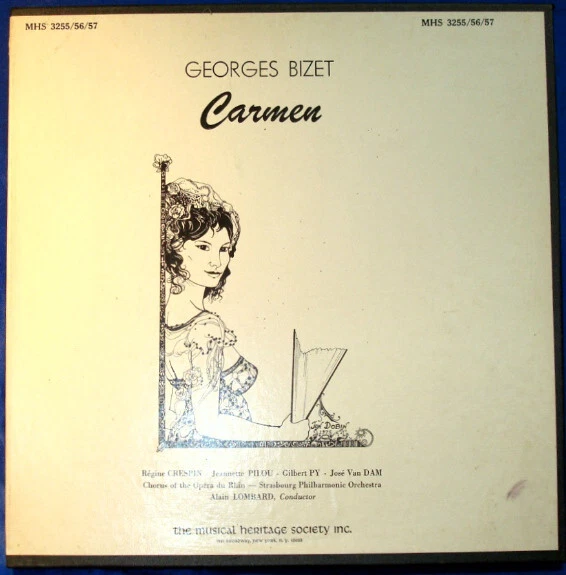 MHS 3255/56/57
MHS 3255/56/57
GEORGES BIZET
Carmen
Régine CRESPIN - Jeannette PILOU - Gilbert PY - José Van DAM
Chorus of the Opéra du Rhin — Strasbourg Philharmonic Orchestra
Alain LOMBARD, Conductor
the musical heritage society inc.